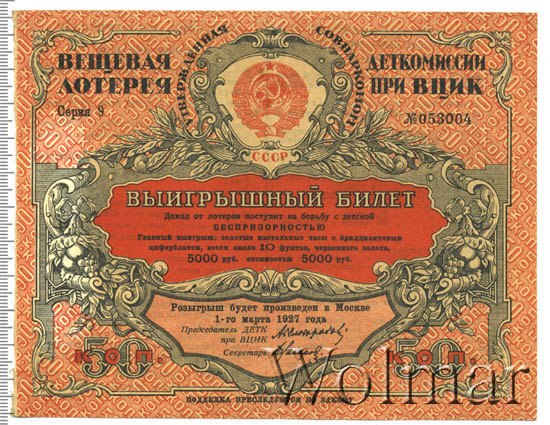 ВЕЩЕВАЯ
ЛОТЕРЕЯ
УТВЕРЖДЕННАЯ
СОВНАРКОМОМ
ДЕТКОМИССИИ
ПРИ ВЦИК
Серия 9
№ 053004
СССР
ВЫИГРЫШНЫЙ БИЛЕТ
Доход от лотереи поступит на борьбу с детской
БЕСПРИЗОРНОСТЬЮ
Главный выигрыш: золотые настольные часы с бриллиантовым
циферблатом, весом около 10 фунтов, червонного золота,
5000 руб. стоимостью 5000 руб.
Розыгрыш будет произведен в Москве
1-го марта 1927 года
Председатель ДЕТК
при ВЦИК
Секретарь
50 КОП.
50 КОП.
ПОДДЕЛКА ПРЕСЛЕДУЕТСЯ ПО ЗАКОНУ
Wolmar